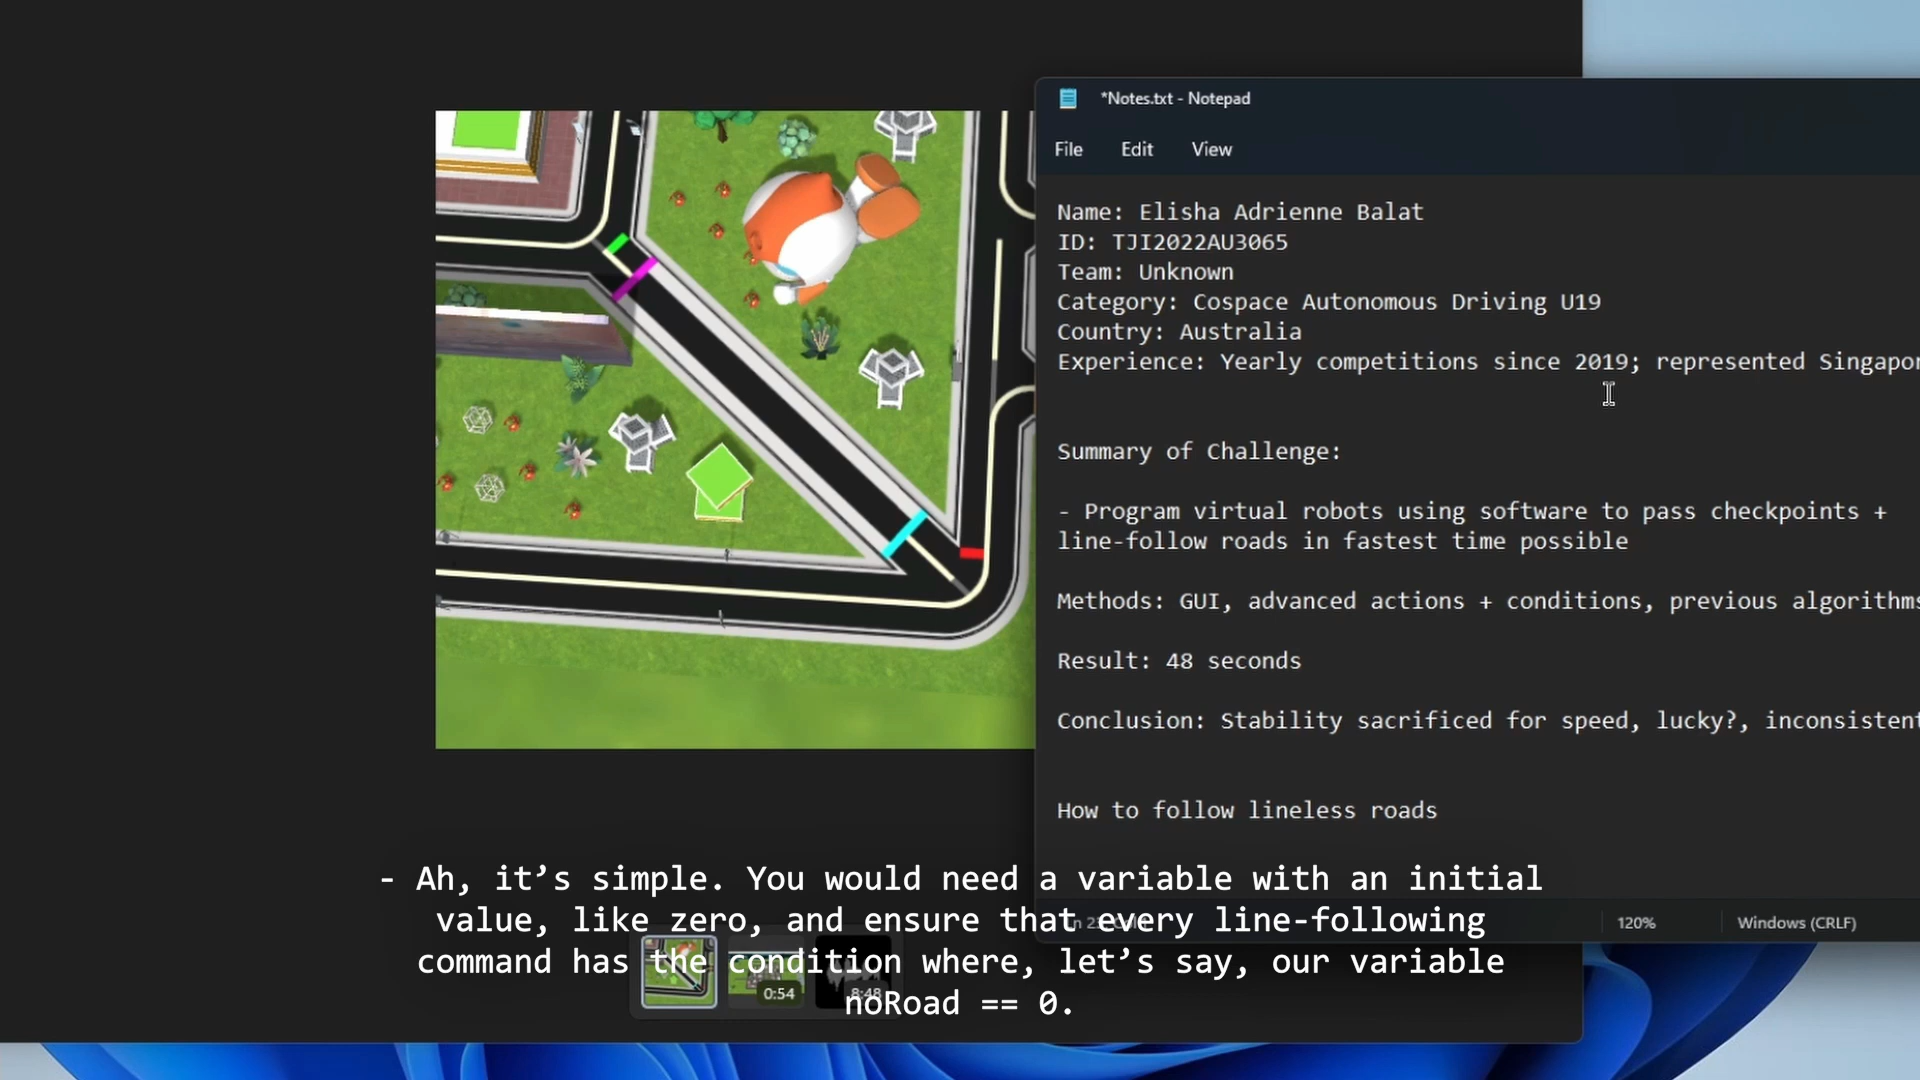 *Notes.txt - Notepad
File Edit View
Name: Elisha Adrienne Balat
ID: TJI2022AU3065
Team: Unknown
Category: Cospace Autonomous Driving U19
Country: Australia
Experience: Yearly competitions since 2019; represented
Summary of Challenge:
- Program virtual robots using software to pass checkpoints +
line-follow roads in fastest time possible
Methods: GUI, advanced actions + conditions, previous algorithms
Result: 48 seconds
Conclusion: Stability sacrificed for speed, lucky?, inconsistent
How to follow lineless roads
120% Windows (CRLF)
- Ah, it’s simple. You would need a variable with an initial
value, like zero, and ensure that every line-following
command has the condition where, let’s say, our variable
noRoad == 0.
0:54 8:48